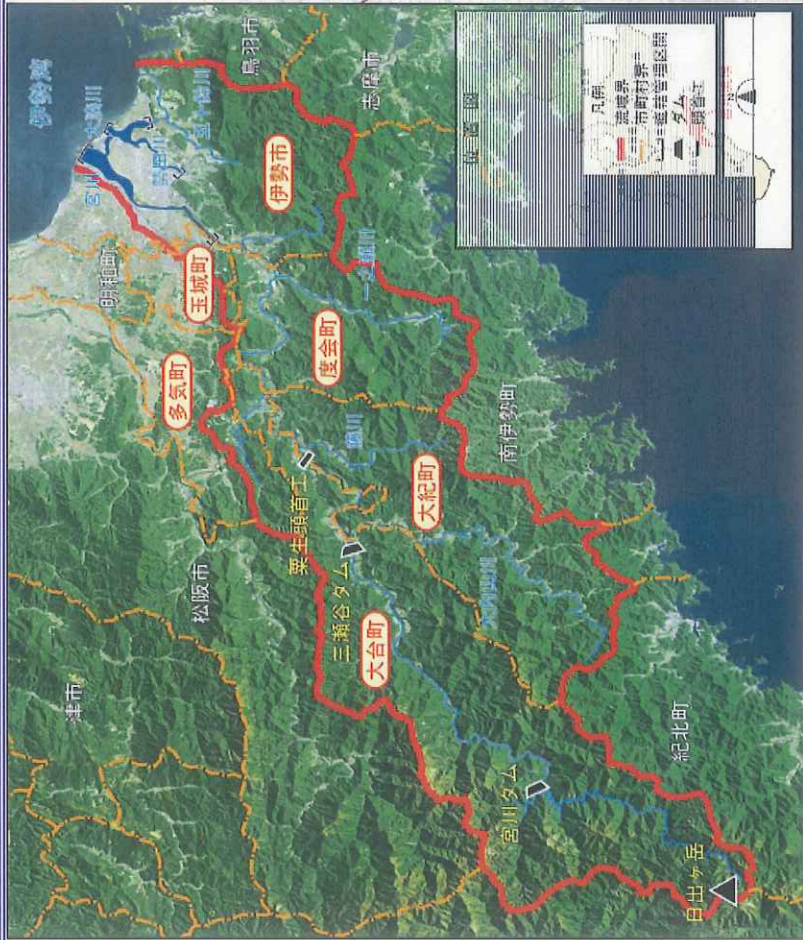 伊勢湾
宮川
大湊川
勢田川
五十鈴川
鳥羽市
志摩市
伊勢市
明和町
玉城町
多気町
度会町
一之瀬川
藤川
南伊勢町
大紀町
大内山川
粟生頭首工
三瀬谷ダム
大台町
松阪市
津市
宮川ダム
紀北町
日出ヶ岳
位置図
凡例
流域界
市町村界
ダム
頭首工